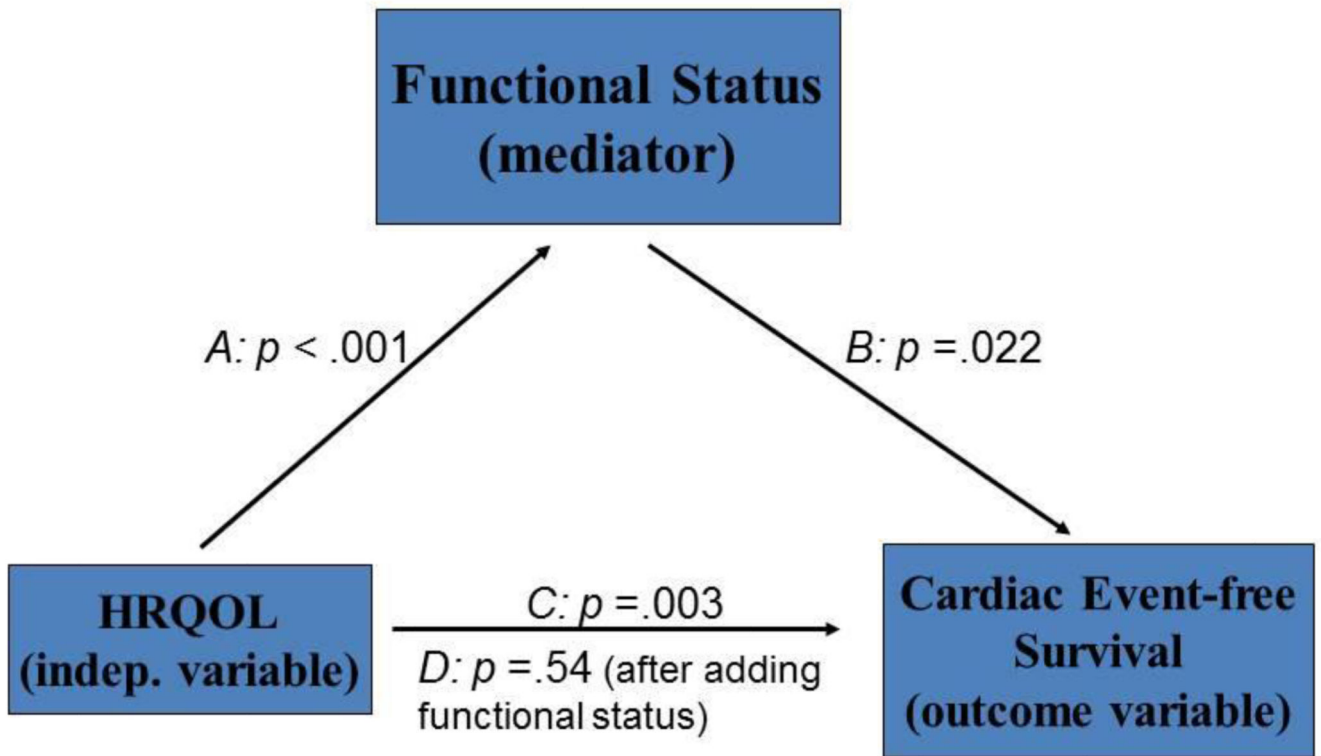 Functional Status
(mediator)
A: p < .001
B: p =.022
HRQOL
(indep. variable)
C: p =.003
D: p =.54 (after adding
functional status)
Cardiac Event-free
Survival
(outcome variable)